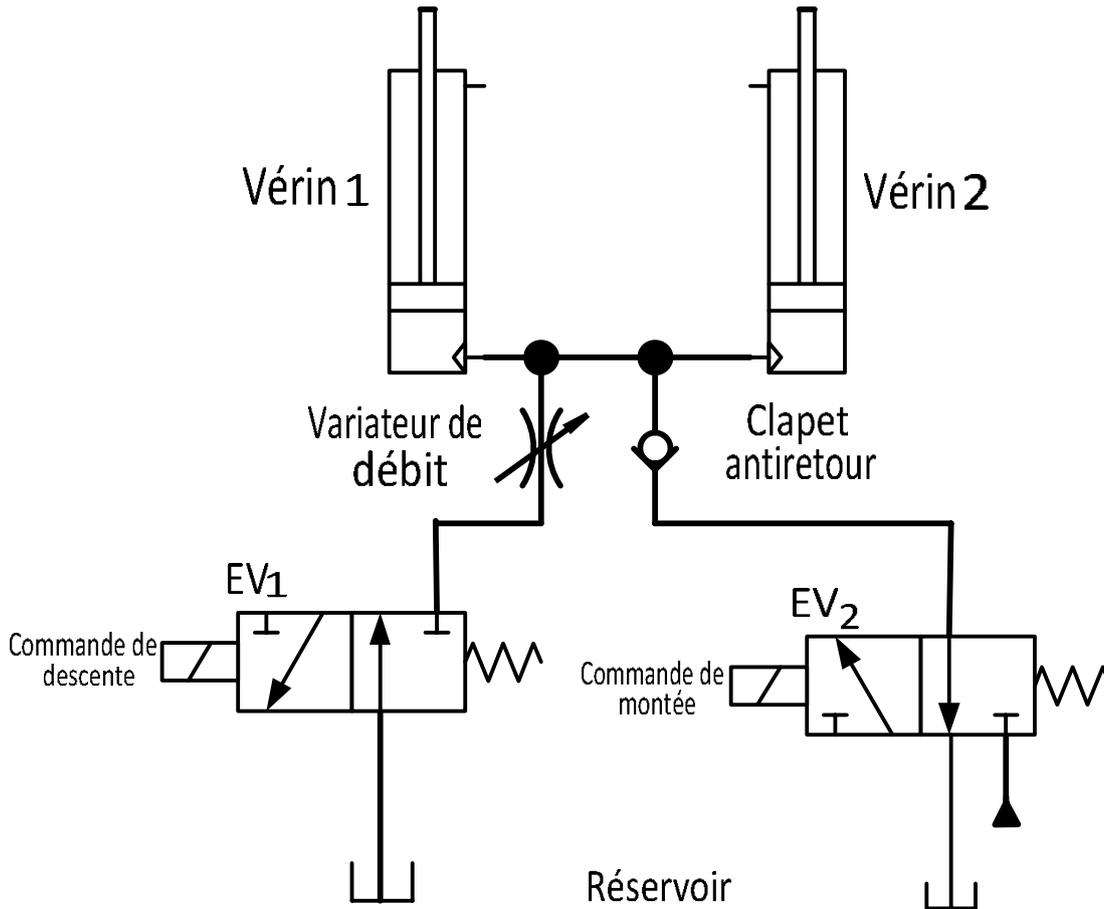 Vérin 1
Vérin 2
Variateur de
débit
Clapet
antiretour
EV1
EV2
Commande de
descente
Commande de
montée
Réservoir